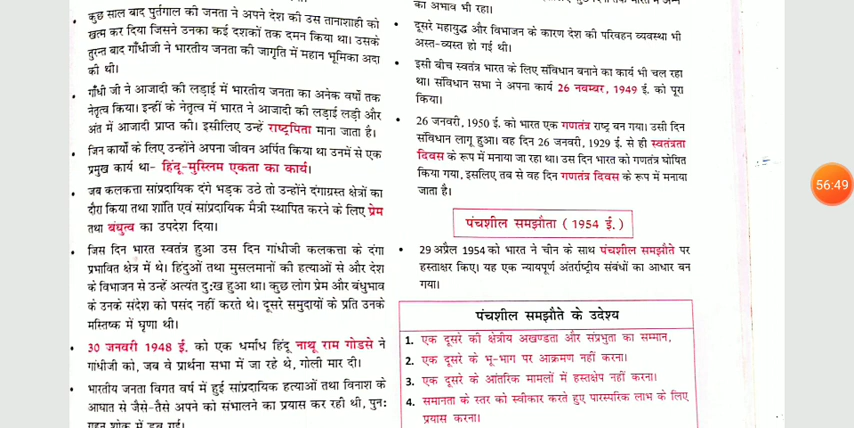 कुछ साल बाद पुर्तगाल की जनता ने अपने देश की उस तानाशाही को
खत्म कर दिया जिसने उनका कई दशकों तक दमन किया था। उसके
तुरन्त बाद गाँधीजी ने भारतीय जनता की जागृति में महान भूमिका अदा
की थी।
गाँधी जी ने आजादी की लड़ाई में भारतीय जनता का अनेक वर्षों तक
नेतृत्व किया। इन्हीं के नेतृत्व में भारत ने आजादी की लड़ाई लड़ी और
अंत में आजादी प्राप्त की। इसीलिए उन्हें राष्ट्रपिता माना जाता है।
जिन कार्यों के लिए उन्होंने अपना जीवन अर्पित किया था उनमें से एक
प्रमुख कार्य था- हिंदू-मुस्लिम एकता का कार्य।
जब कलकत्ता सांप्रदायिक दंगे भड़क उठे तो उन्होंने दंगाग्रस्त क्षेत्रों का
दौरा किया तथा शांति एवं सांप्रदायिक मैत्री स्थापित करने के लिए प्रेम
तथा बंधुत्व का उपदेश दिया।
जिस दिन भारत स्वतंत्र हुआ उस दिन गांधीजी कलकत्ता के दंगा
प्रभावित क्षेत्र में थे। हिंदुओं तथा मुसलमानों की हत्याओं से और देश
के विभाजन से उन्हें अत्यंत दुःख हुआ था। कुछ लोग प्रेम और बंधुभाव
के उनके संदेश को पसंद नहीं करते थे। दूसरे समुदायों के प्रति उनके
मस्तिष्क में घृणा थी।
30 जनवरी 1948 ई. को एक धर्मांध हिंदू नाथू राम गोडसे ने
गांधीजी को, जब वे प्रार्थना सभा में जा रहे थे, गोली मार दी।
भारतीय जनता विगत वर्ष में हुई सांप्रदायिक हत्याओं तथा विनाश के
आघात से जैसे-तैसे अपने को संभालने का प्रयास कर रही थी, पुनः
गहन शोक में डूब गई।
का अभाव भी रहा।
दूसरे महायुद्ध और विभाजन के कारण देश की परिवहन व्यवस्था भी
अस्त-व्यस्त हो गई थी।
इसी बीच स्वतंत्र भारत के लिए संविधान बनाने का कार्य भी चल रहा
था। संविधान सभा ने अपना कार्य 26 नवम्बर, 1949 ई. को पूरा
किया।
26 जनवरी, 1950 ई. को भारत एक गणतंत्र राष्ट्र बन गया। उसी दिन
संविधान लागू हुआ। वह दिन 26 जनवरी, 1929 ई. से ही स्वतंत्रता
दिवस के रूप में मनाया जा रहा था। उस दिन भारत को गणतंत्र घोषित
किया गया, इसलिए तब से वह दिन गणतंत्र दिवस के रूप में मनाया
जाता है।
पंचशील समझौता ( 1954 ई. )
29 अप्रैल 1954 को भारत ने चीन के साथ पंचशील समझौते पर
हस्ताक्षर किए। यह एक न्यायपूर्ण अंतर्राष्ट्रीय संबंधों का आधार बन
गया।
पंचशील समझौते के उदेश्य
1. एक दूसरे की क्षेत्रीय अखण्डता और संप्रभुता का सम्मान,
2. एक दूसरे के भू-भाग पर आक्रमण नहीं करना।
3. एक दूसरे के आंतरिक मामलों में हस्तक्षेप नहीं करना।
4. समानता के स्तर को स्वीकार करते हुए पारस्परिक लाभ के लिए
प्रयास करना।
56:49